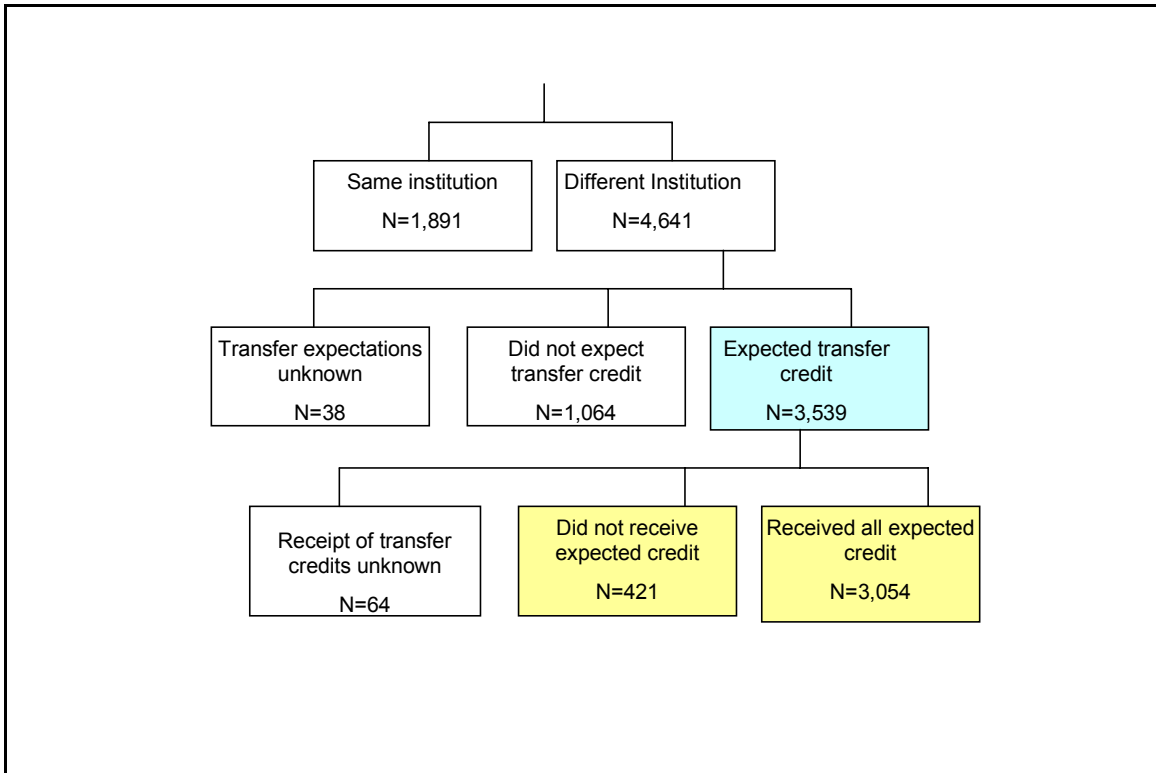 Same institution
N=1,891
Different Institution
N=4,641
Transfer expectations
unknown
N=38
Did not expect
transfer credit
N=1,064
Expected transfer
credit
N=3,539
Receipt of transfer
credits unknown
N=64
Did not receive
expected credit
N=421
Received all expected
credit
N=3,054